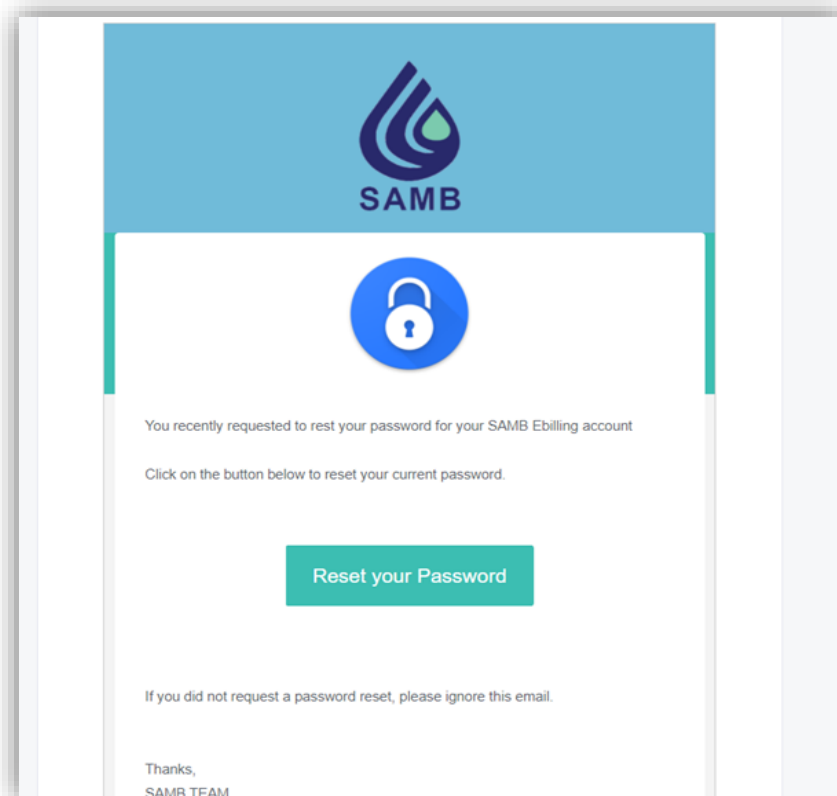 SAMB
You recently requested to rest your password for your SAMB Ebilling account
Click on the button below to reset your current password.
Reset your Password
If you did not request a password reset, please ignore this email.
Thanks,
SAMB TEAM